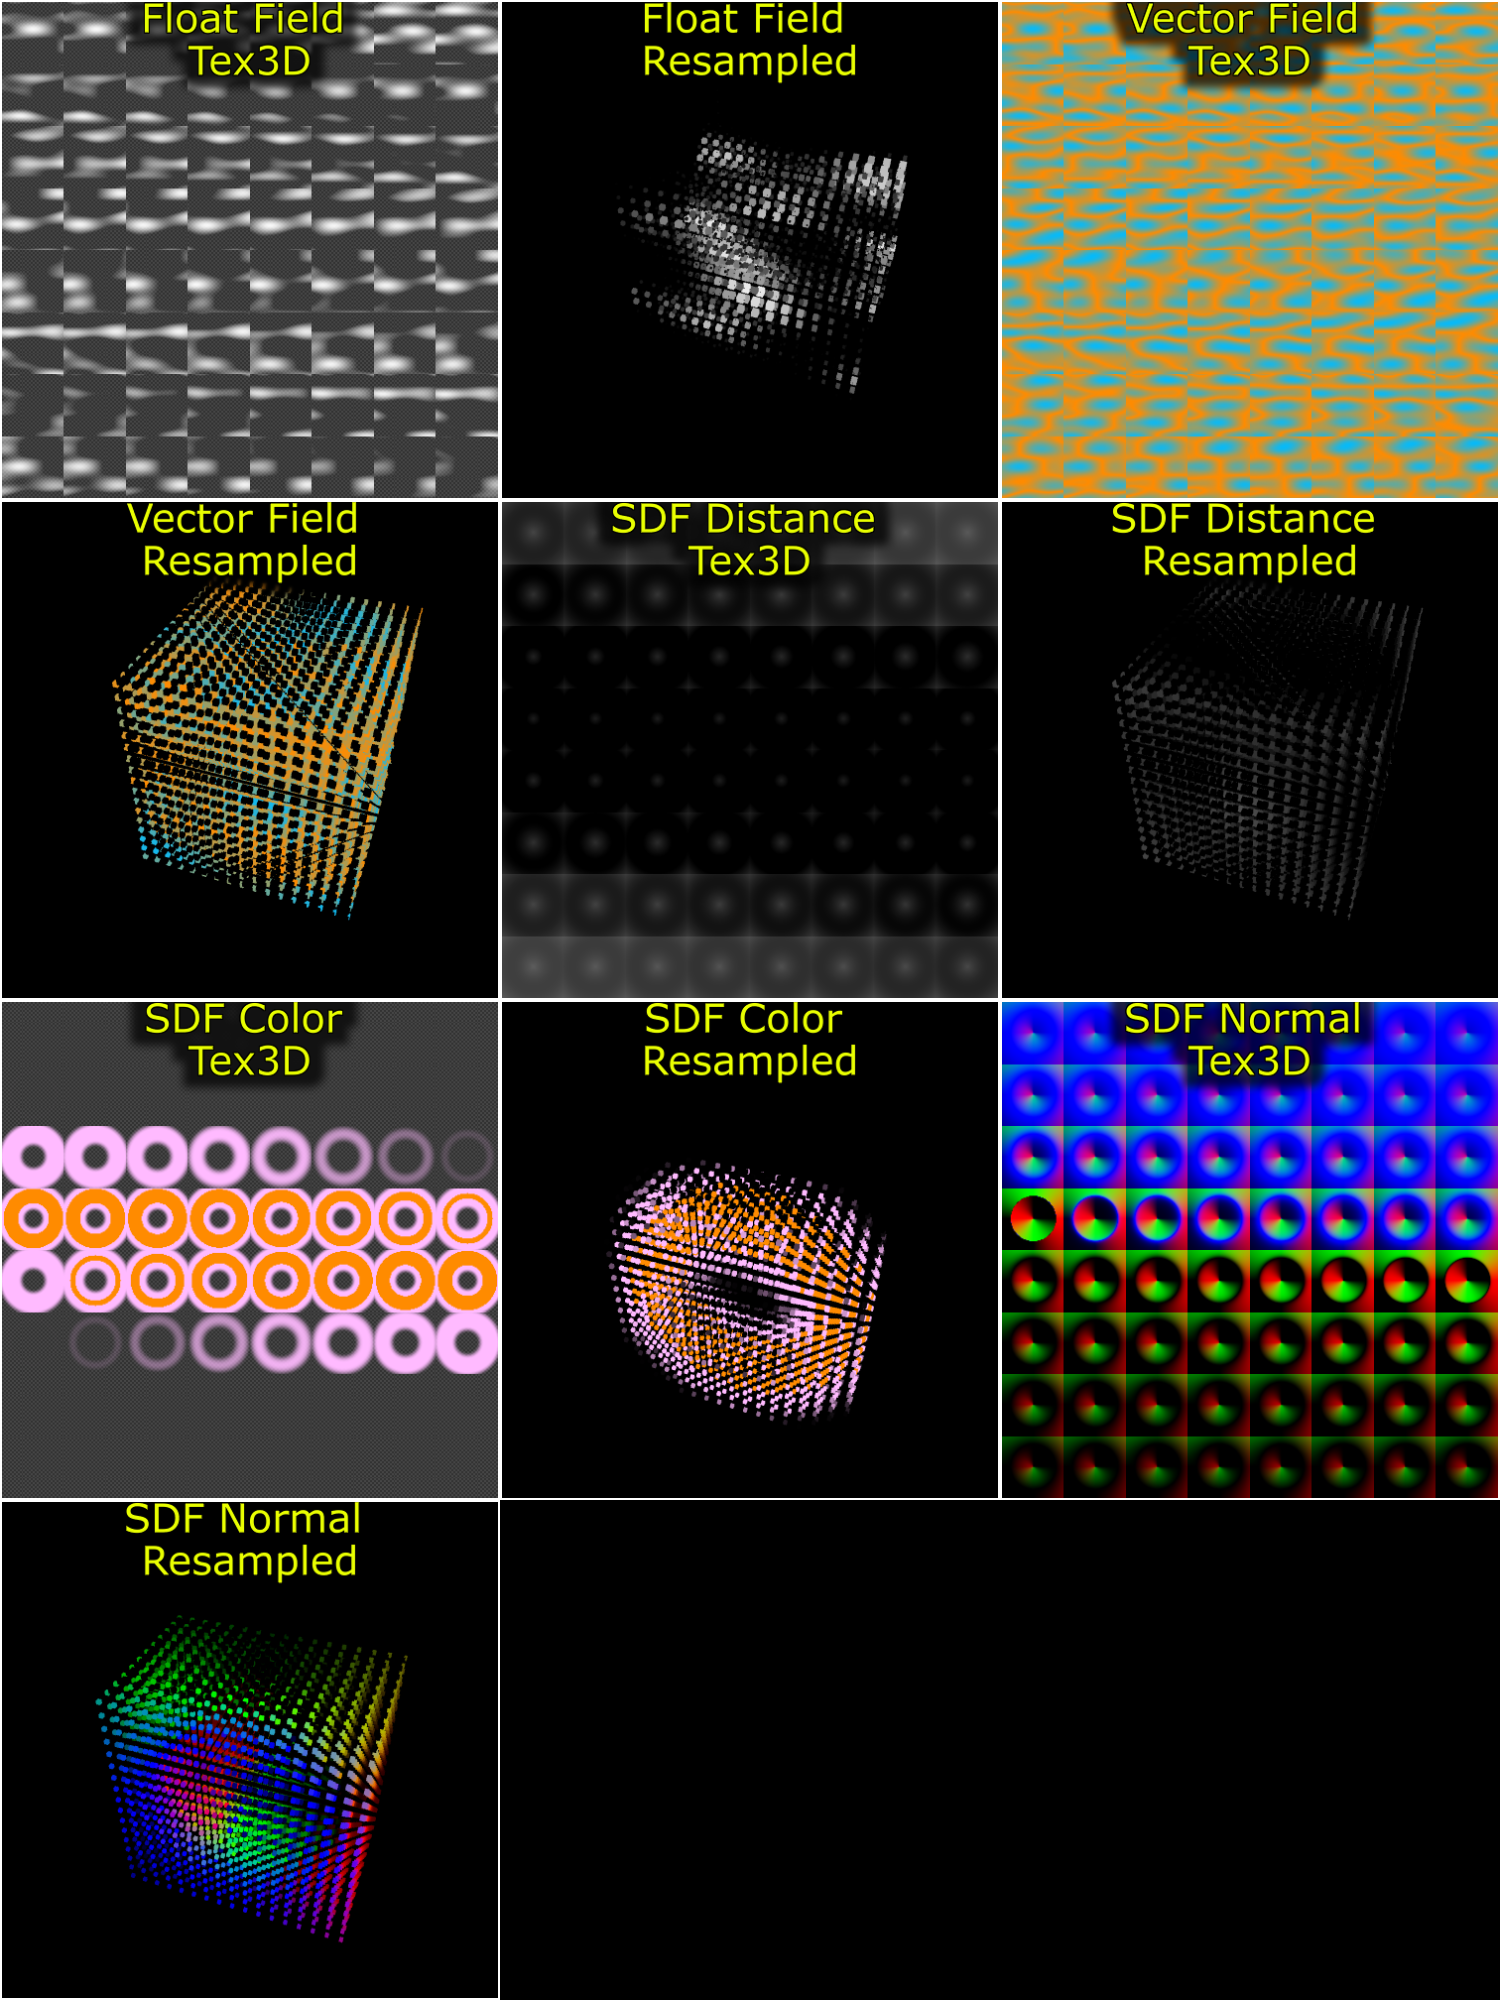 Float Field
Tex3D
Float Field
Resampled
Vector Field
Tex3D
Vector Field
Resampled
SDF Distance
Tex3D
SDF Distance
Resampled
SDF Color
Tex3D
SDF Color
Resampled
SDF Normal
Tex3D
SDF Normal
Resampled